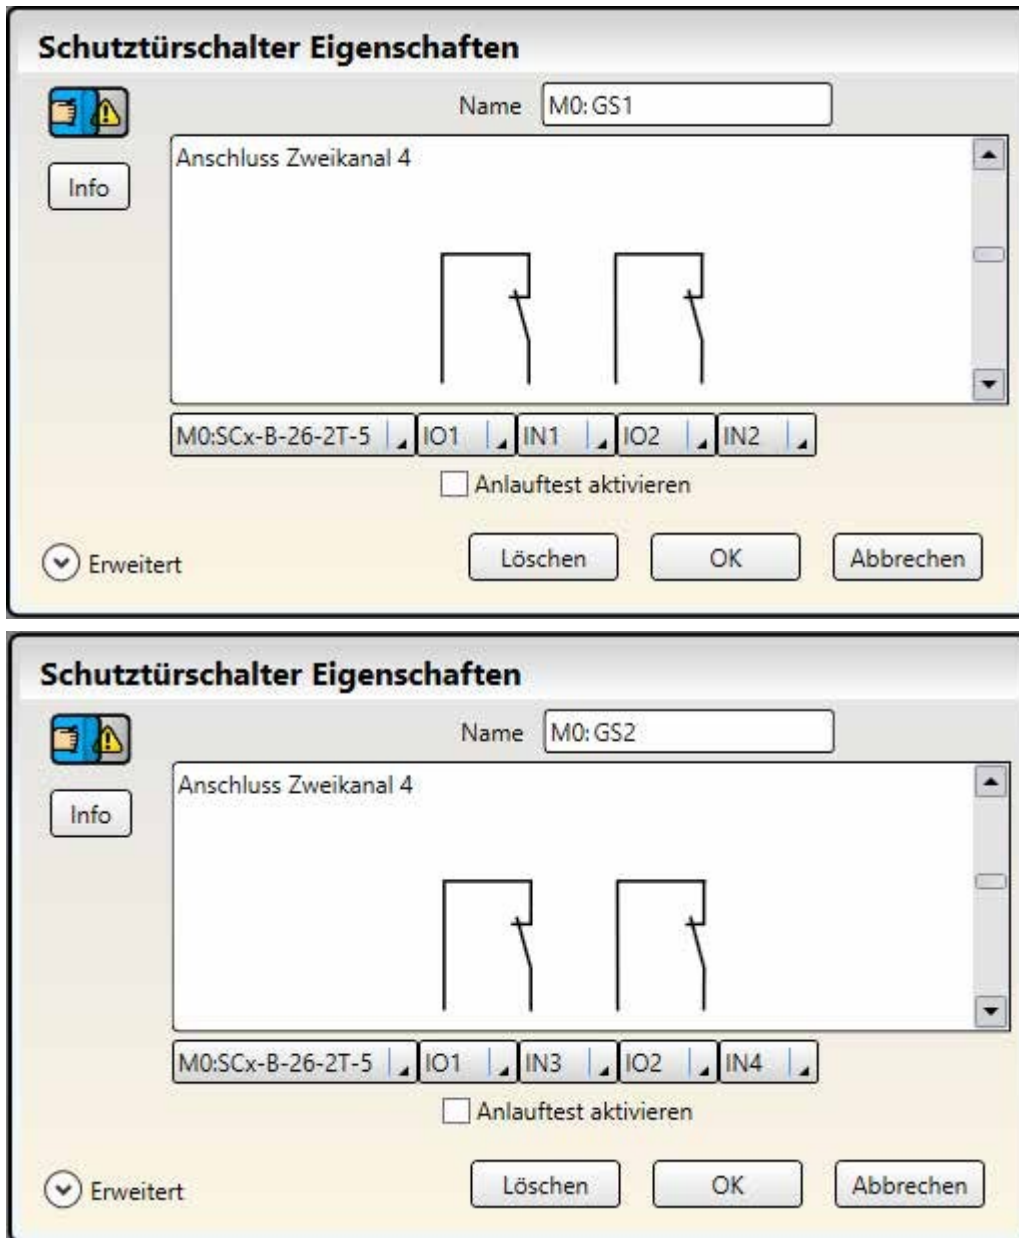 Schutztürschalter Eigenschaften
Name M0: GS1
Info
Anschluss Zweikanal 4
M0:SCx-B-26-2T-5 IO1 IN1 IO2 IN2
Anlauftest aktivieren
Erweitert Löschen OK Abbrechen
Schutztürschalter Eigenschaften
Name M0: GS2
Info
Anschluss Zweikanal 4
M0:SCx-B-26-2T-5 IO1 IN3 IO2 IN4
Anlauftest aktivieren
Erweitert Löschen OK Abbrechen